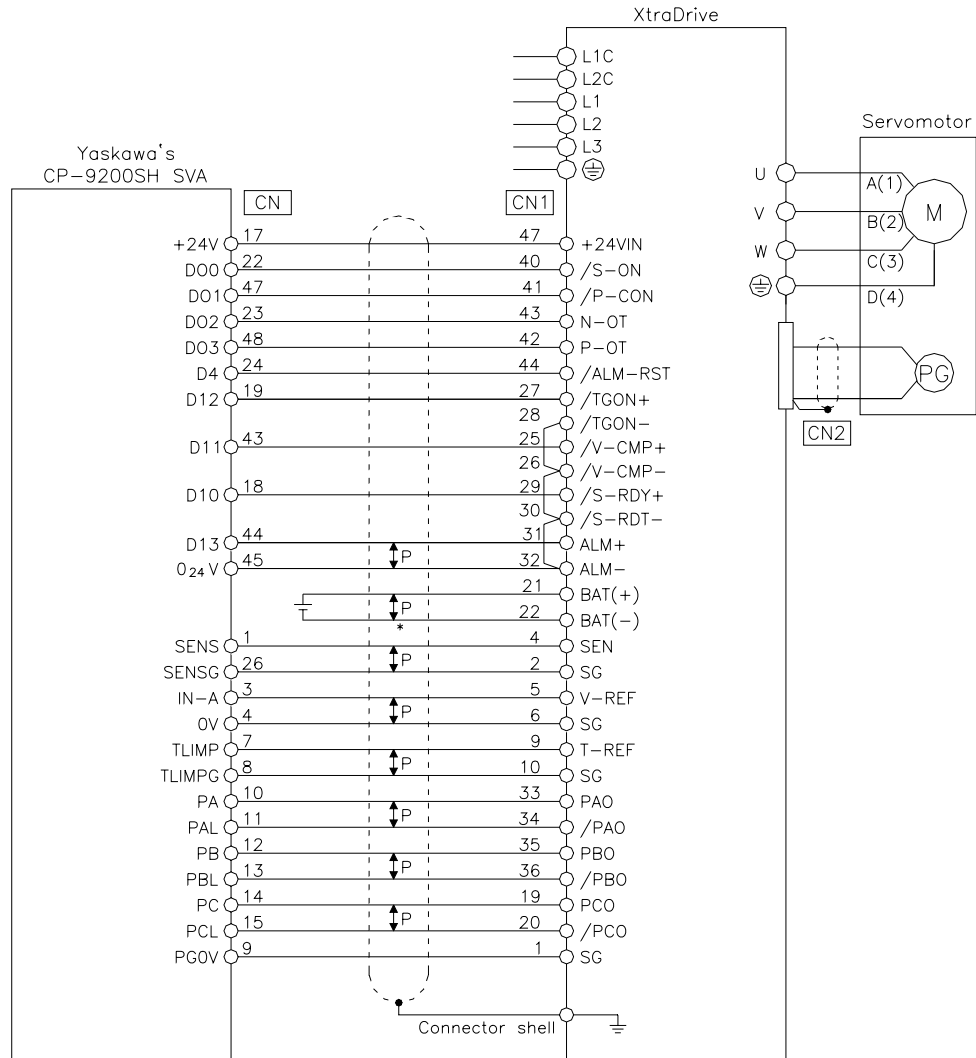 XtraDrive
L1C
L2C
L1
L2
L3
Servomotor
Yaskawa's
CP-9200SH SVA
CN
CN1
U
A(1)
M
V
B(2)
W
C(3)
D(4)
+24V 17 47 +24VIN
DO0 22 40 /S-ON
DO1 47 41 /P-CON
DO2 23 43 N-OT
DO3 48 42 P-OT
D4 24 44 /ALM-RST
PG
D12 19 27 /TGON+
28 /TGON-
CN2
D11 43 25 /V-CMP+
26 /V-CMP-
D10 18 29 /S-RDY+
30 /S-RDT-
D13 44 31 ALM+
P
024V 45 32 ALM-
21 BAT(+)
P
22 BAT(-)
*
SENS 1 4 SEN
P
SENSG 26 2 SG
IN-A 3 5 V-REF
P
0V 4 6 SG
TLIMP 7 9 T-REF
P
TLIMPG 8 10 SG
PA 10 33 PAO
P
PAL 11 34 /PAO
PB 12 35 PBO
P
PBL 13 36 /PBO
PC 14 19 PCO
P
PCL 15 20 /PCO
PG0V 9 1 SG
Connector shell